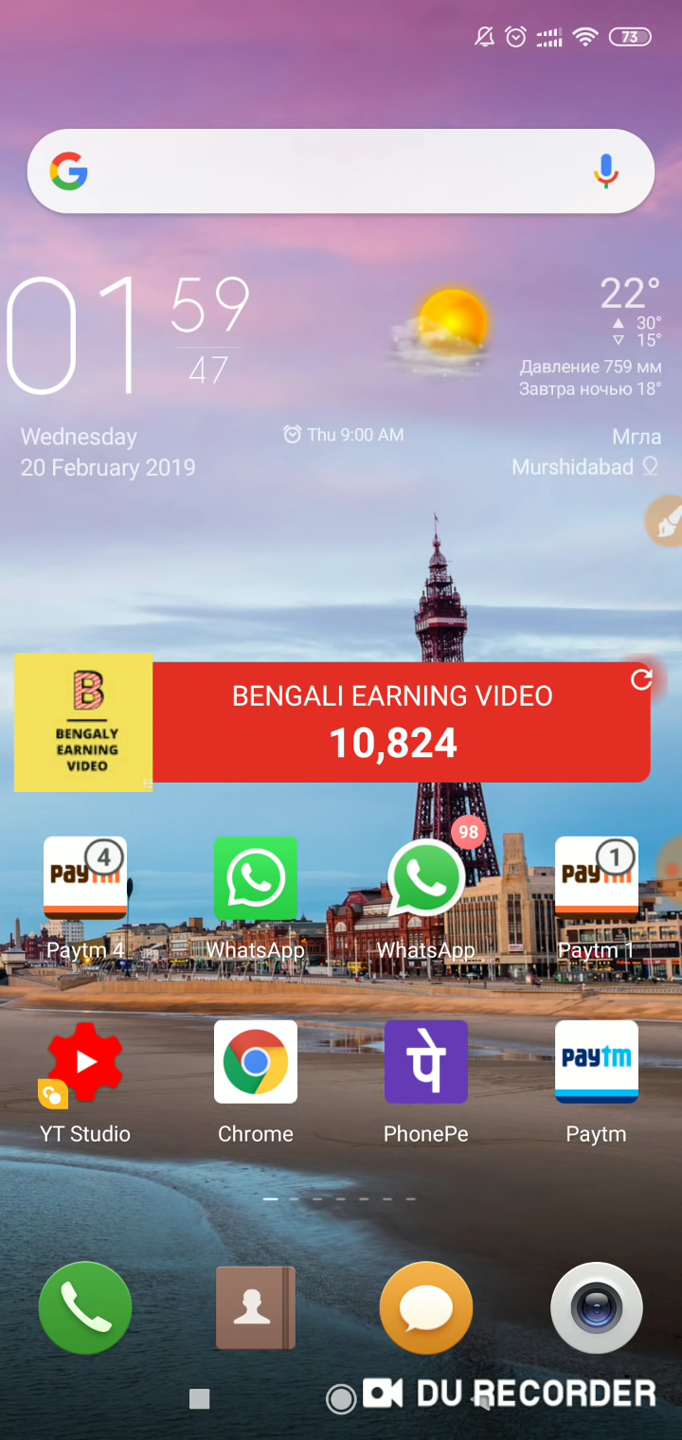 73
01 59
47
22°
30°
15°
Давление 759 мм
Завтра ночью 18°
Wednesday
20 February 2019
Thu 9:00 AM
Мгла
Murshidabad
B
BENGALY
EARNING
VIDEO
BENGALI EARNING VIDEO
10,824
98
4
1
Paytm 4
WhatsApp
WhatsApp
Paytm 1
पे
paytm
YT Studio
Chrome
PhonePe
Paytm
DU RECORDER